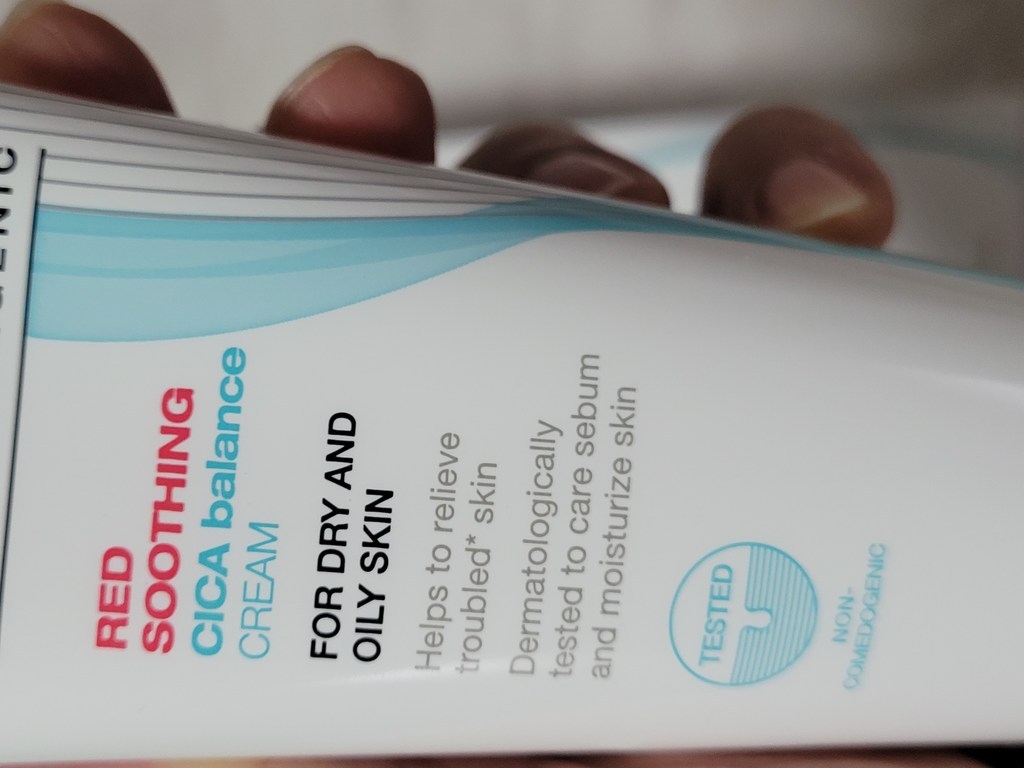 RED
SOOTHING
CICA balance
CREAM
FOR DRY AND
OILY SKIN
Helps to relieve
troubled* skin
Dermatologically
tested to care sebum
and moisturize skin
TESTED
NON-
COMEDOGENIC